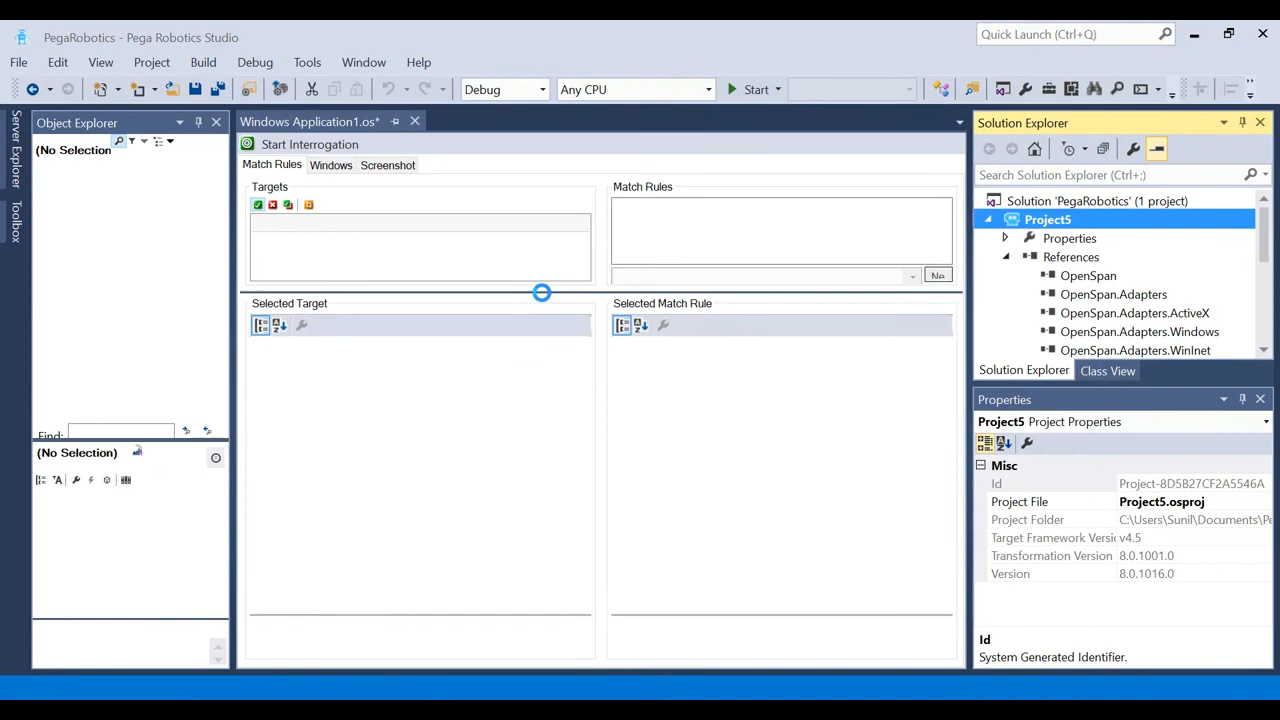 PegaRobotics - Pega Robotics Studio
Quick Launch (Ctrl+Q)
File Edit View Project Build Debug Tools Window Help
Debug Any CPU Start
Server Explorer
Toolbox
Object Explorer
(No Selection
Find:
(No Selection)
Windows Application1.os*
Start Interrogation
Match Rules Windows Screenshot
Targets
Match Rules
Ne
Selected Target
Selected Match Rule
Solution Explorer
Search Solution Explorer (Ctrl+;)
Solution 'PegaRobotics' (1 project)
Project5
Properties
References
OpenSpan
OpenSpan.Adapters
OpenSpan.Adapters.ActiveX
OpenSpan.Adapters.Windows
OpenSpan.Adapters.WinInet
Solution Explorer Class View
Properties
Project5 Project Properties
Misc
Id Project-8D5B27CF2A5546A
Project File Project5.osproj
Project Folder C:\Users\Sunil\Documents\Pe
Target Framework Versic v4.5
Transformation Version 8.0.1001.0
Version 8.0.1016.0
Id
System Generated Identifier.